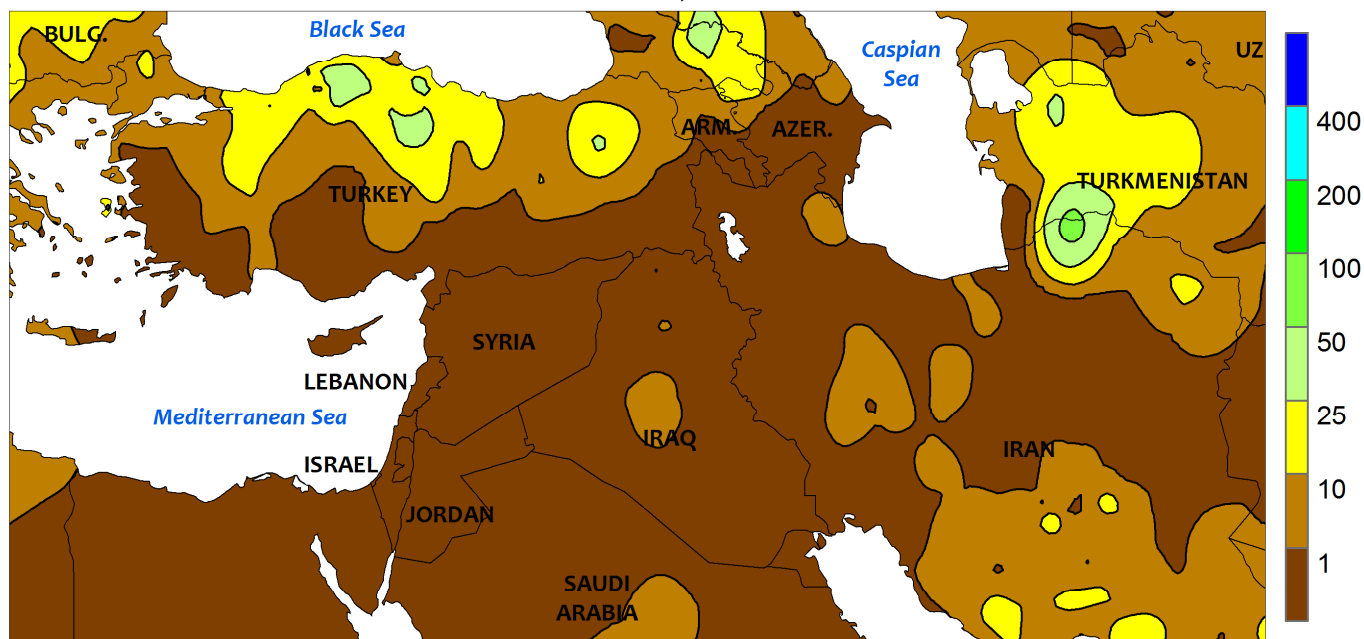 BULG.
Black Sea
Caspian
Sea
UZ
ARM.
AZER.
TURKEY
TURKMENISTAN
SYRIA
LEBANON
Mediterranean Sea
IRAQ
ISRAEL
IRAN
JORDAN
SAUDI
ARABIA
400
200
100
50
25
10
1